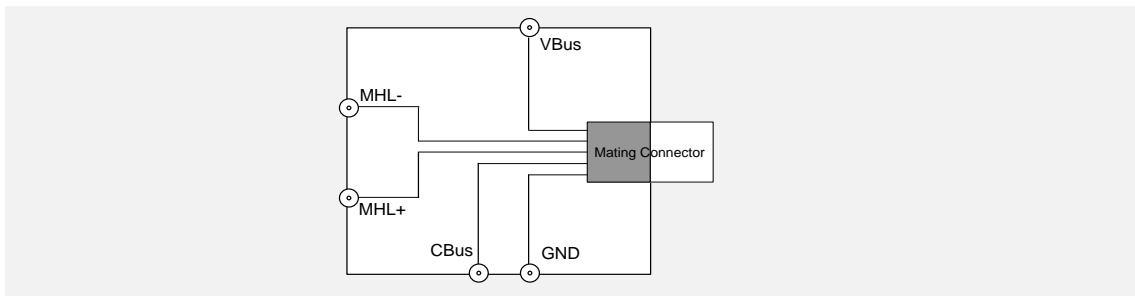 VBus
MHL-
Mating Connector
MHL+
CBus
GND